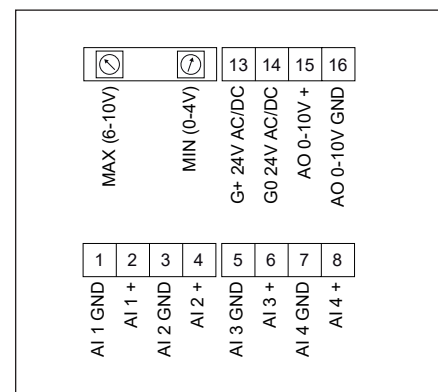 13 14 15 16
MAX (6-10V)
MIN (0-4V)
G+ 24V AC/DC
G0 24V AC/DC
AO 0-10V +
AO 0-10V GND
1 2 3 4 5 6 7 8
AI 1 GND
AI 1 +
AI 2 GND
AI 2 +
AI 3 GND
AI 3 +
AI 4 GND
AI 4 +